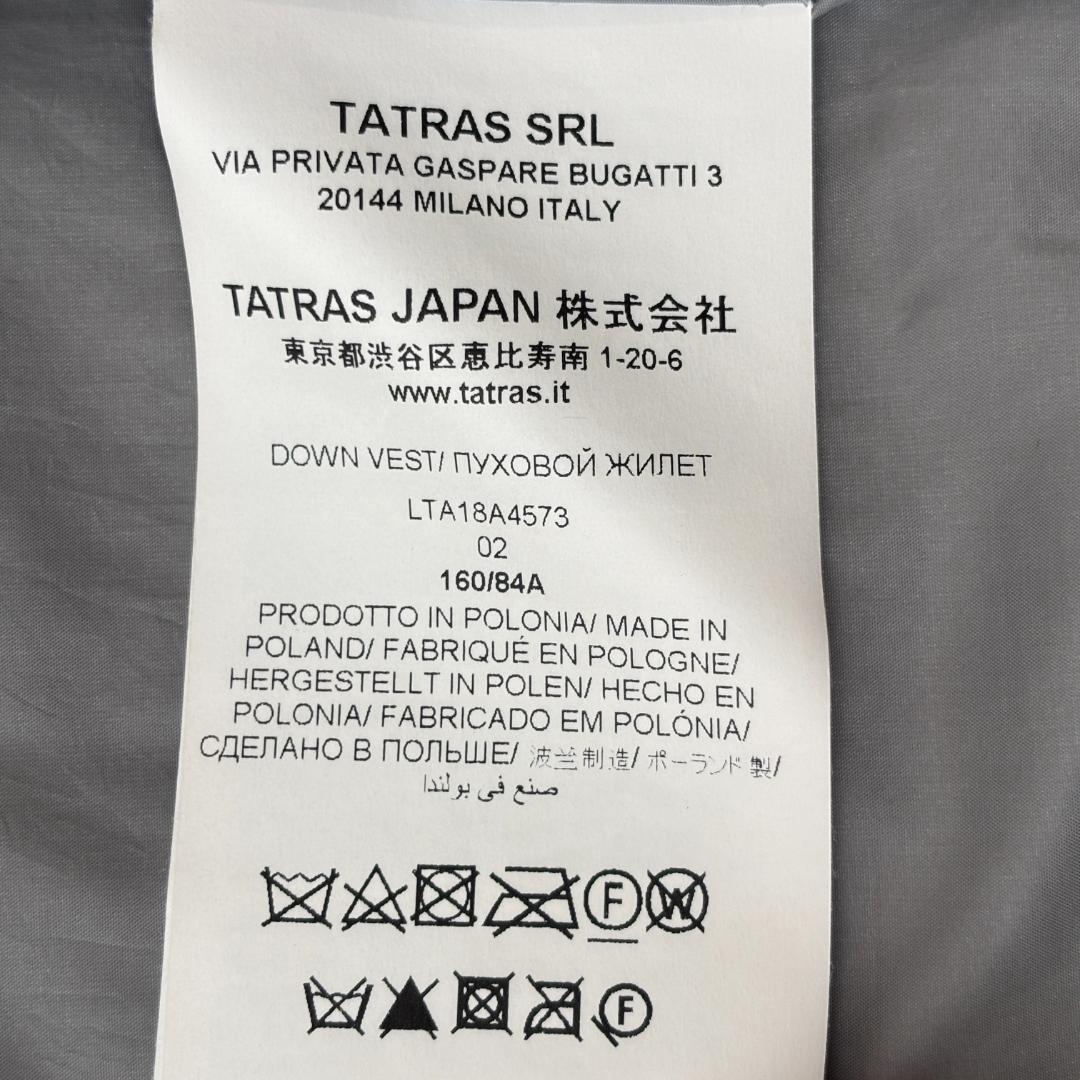 TATRAS SRL
VIA PRIVATA GASPARE BUGATTI 3
20144 MILANO ITALY
TATRAS JAPAN 株式会社
東京都渋谷区恵比寿南 1-20-6
www.tatras.it
DOWN VEST/ ПУХОВОЙ ЖИЛЕТ
LTA18A4573
02
160/84A
PRODOTTO IN POLONIA/ MADE IN
POLAND/ FABRIQUÉ EN POLOGNE/
HERGESTELLT IN POLEN/ HECHO EN
POLONIA/ FABRICADO EM POLÓNIA/
СДЕЛАНО В ПОЛЬШЕ/ 波兰制造/ ポーランド製/
صنع في بولندا
F W
F